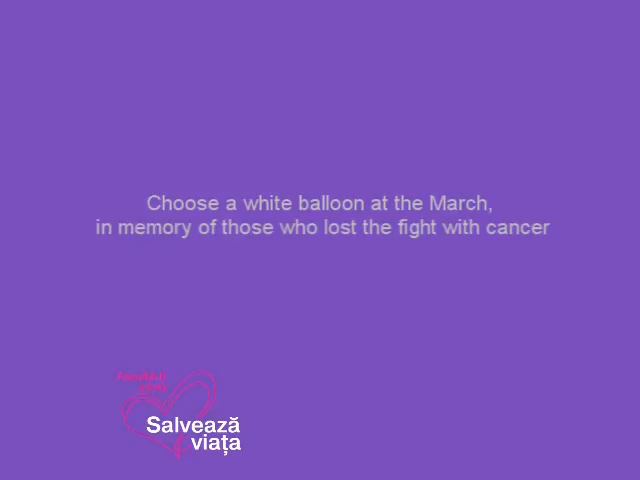 Choose a white balloon at the March,
in memory of those who lost the fight with cancer
Salvează
viața